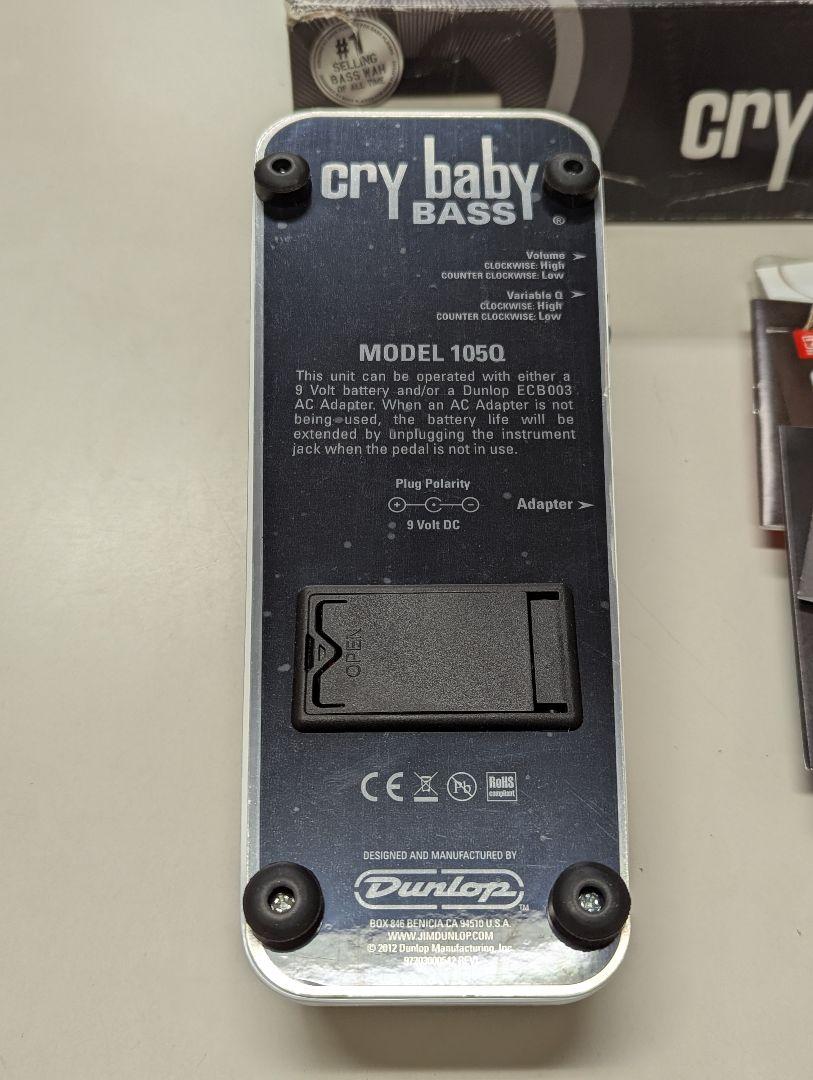 #1
SELLING
BASS WAH
OF ALL TIME
cry
cry baby
BASS ®
Volume
CLOCKWISE: High
COUNTER CLOCKWISE: Low
Variable Q
CLOCKWISE: High
COUNTER CLOCKWISE: Low
MODEL 105Q
This unit can be operated with either a
9 Volt battery and/or a Dunlop ECB003
AC Adapter. When an AC Adapter is not
being used, the battery life will be
extended by unplugging the instrument
jack when the pedal is not in use.
Plug Polarity
9 Volt DC
Adapter
OPEN
CE
Pb
RoHS
compliant
DESIGNED AND MANUFACTURED BY
Dunlop
TM
BOX 846 BENICIA CA 94510 U.S.A.
WWW.JIMDUNLOP.COM
© 2012 Dunlop Manufacturing, Inc.